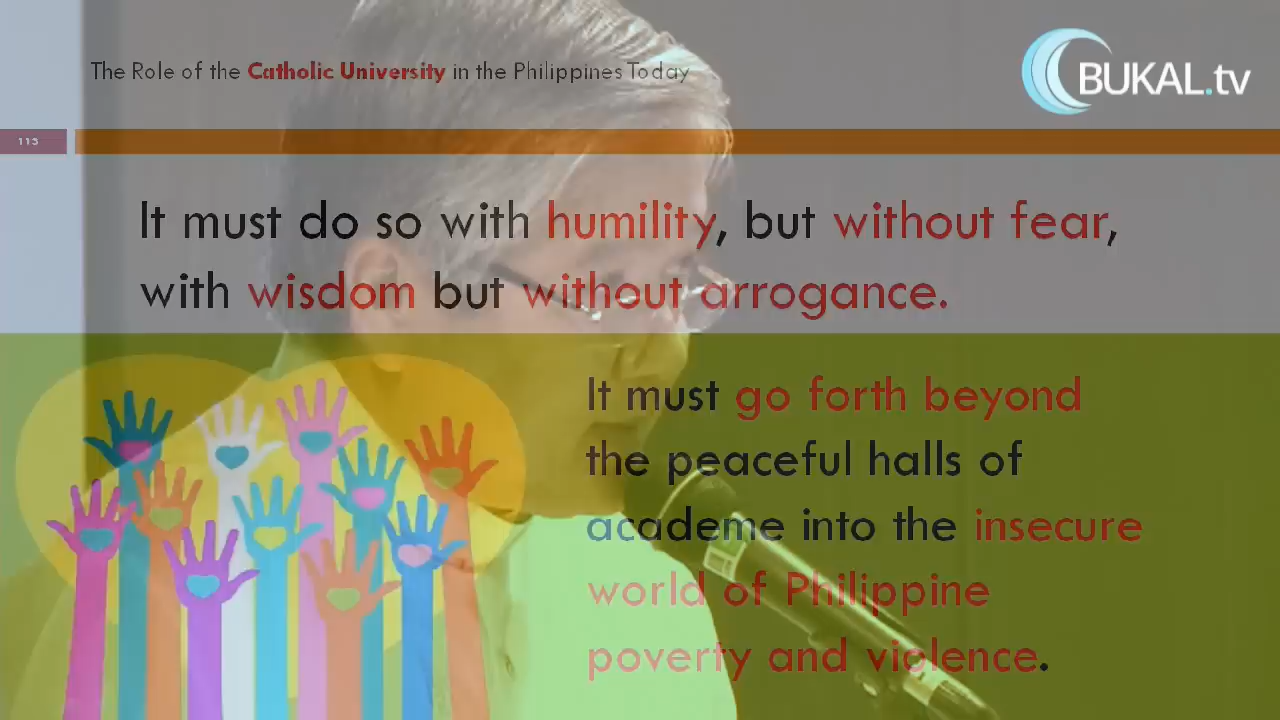 The Role of the Catholic University in the Philippines Today
BUKAL.tv
113
It must do so with humility, but without fear,
with wisdom but without arrogance.
It must go forth beyond
the peaceful halls of
academe into the insecure
world of Philippine
poverty and violence.